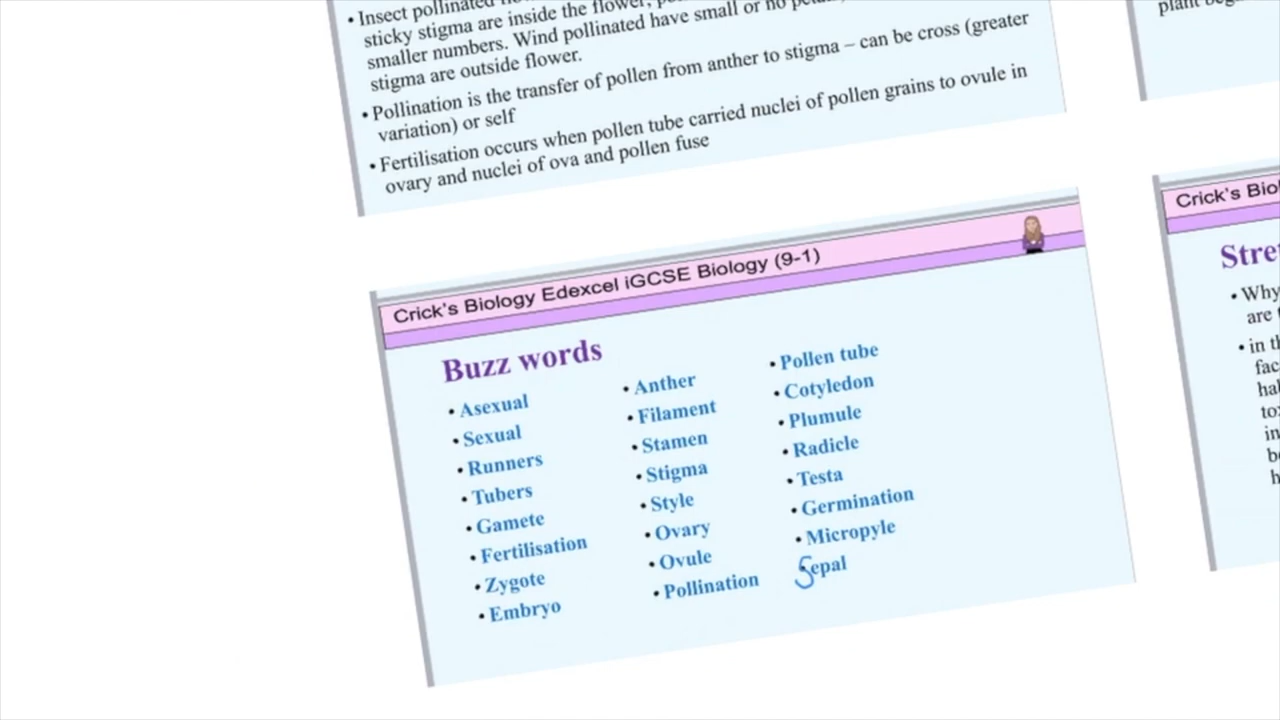 • Insect pollinated
sticky stigma are inside the flower,
smaller numbers. Wind pollinated have small or no
stigma are outside flower.
• Pollination is the transfer of pollen from anther to stigma – can be cross (greater
variation) or self
• Fertilisation occurs when pollen tube carried nuclei of pollen grains to ovule in
ovary and nuclei of ova and pollen fuse
Crick's Biology Edexcel iGCSE Biology (9-1)
Buzz words
• Asexual
• Sexual
• Runners
• Tubers
• Gamete
• Fertilisation
• Zygote
• Embryo
• Anther
• Filament
• Stamen
• Stigma
• Style
• Ovary
• Ovule
• Pollination
• Pollen tube
• Cotyledon
• Plumule
• Radicle
• Testa
• Germination
• Micropyle
Sepal
plant
Crick's
• Why
are
• in